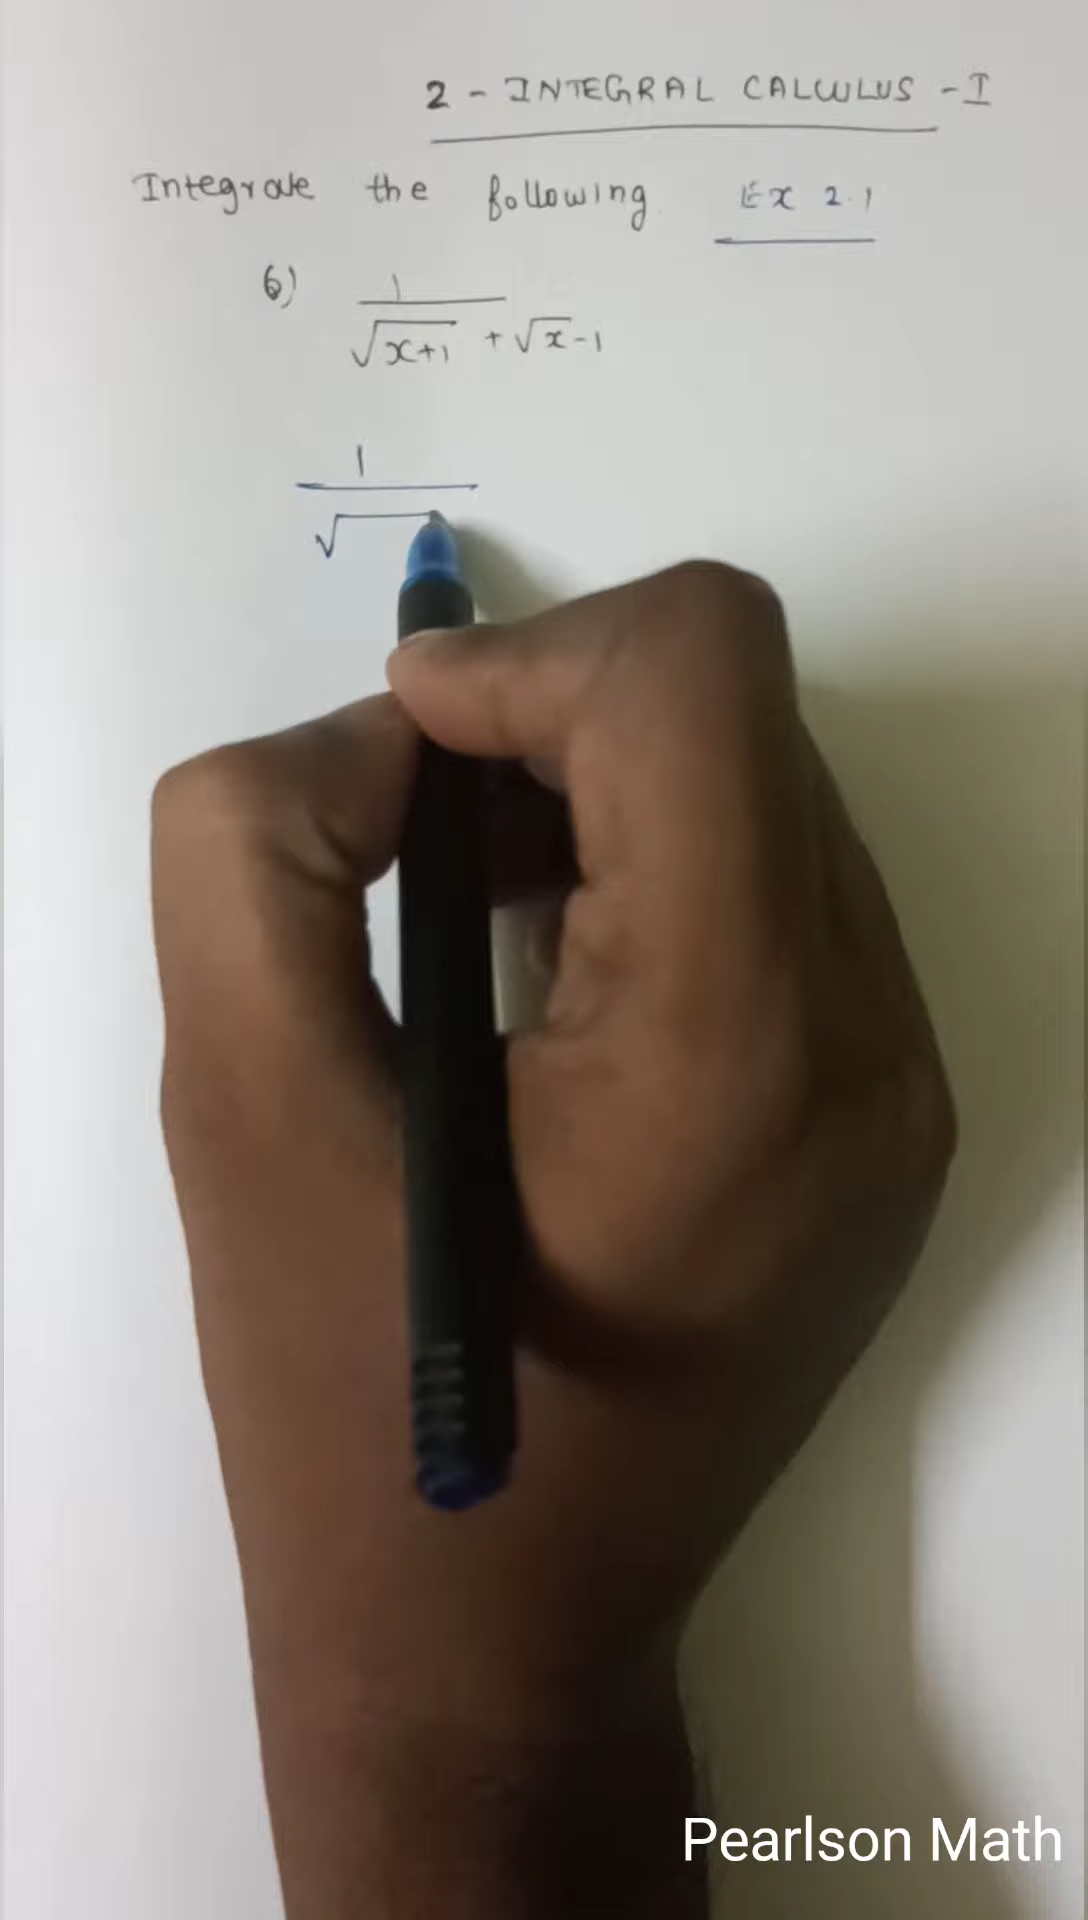 2 - INTEGRAL CALCULUS - I
Integrate the following. Ex 2.1
6) 1
√x+1 + √x-1
1
√
Pearlson Math